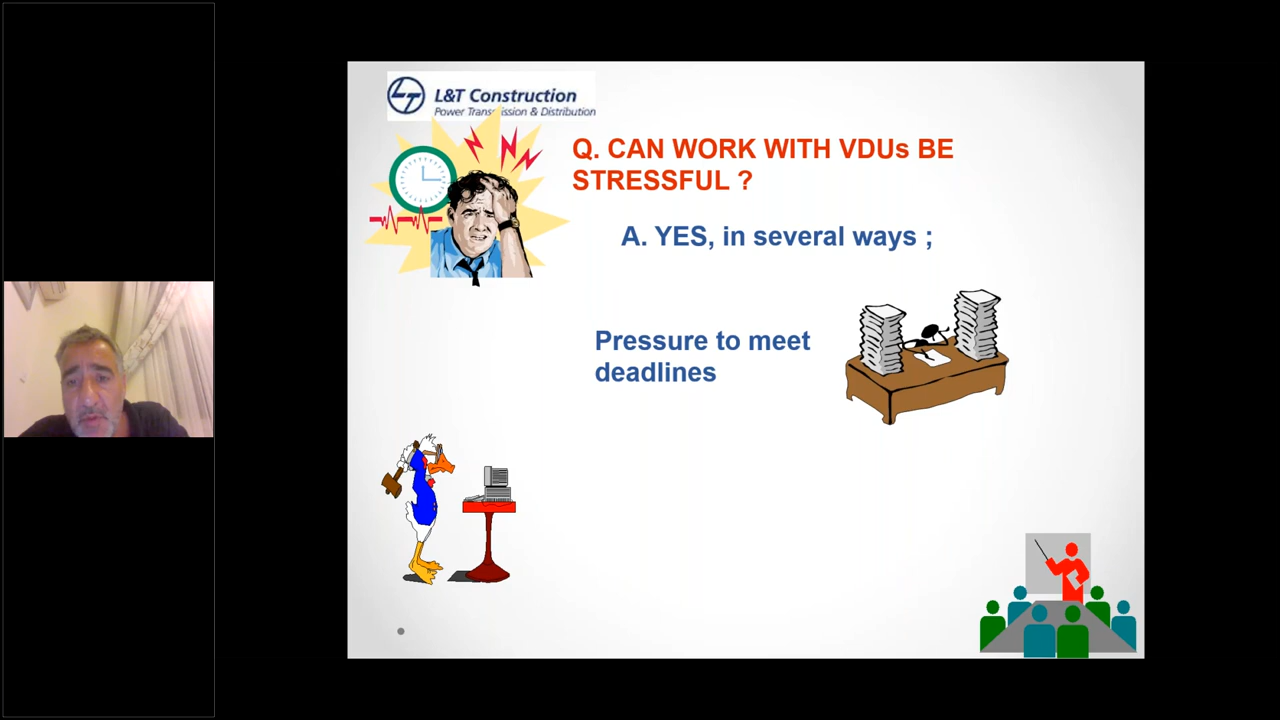 L&T Construction
Power Transmission & Distribution
Q. CAN WORK WITH VDUs BE
STRESSFUL ?
A. YES, in several ways ;
Pressure to meet
deadlines